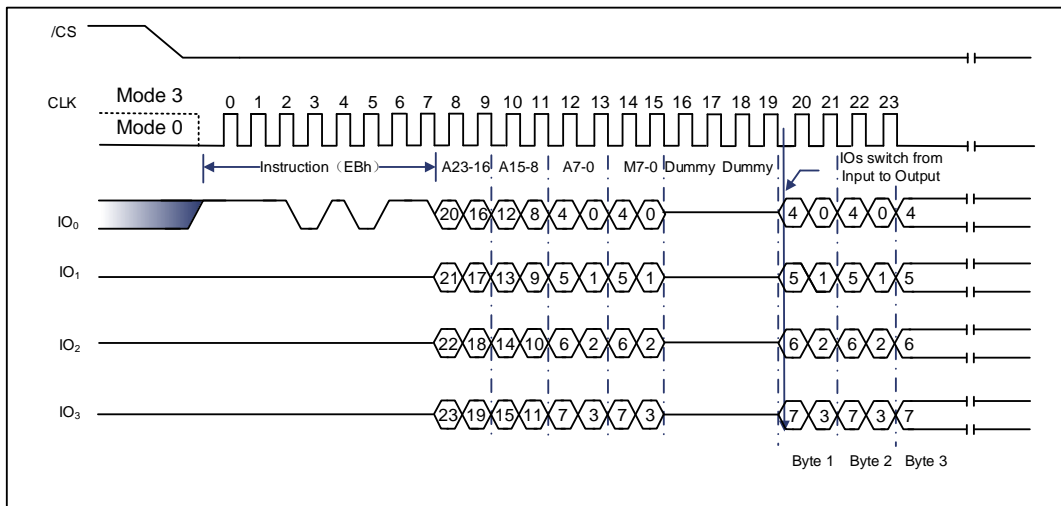 /CS
Mode 3
CLK 0 1 2 3 4 5 6 7 8 9 10 11 12 13 14 15 16 17 18 19 20 21 22 23
Mode 0
Instruction（EBh） A23-16 A15-8 A7-0 M7-0 Dummy Dummy
IOs switch from
Input to Output
IO₀ 20 16 12 8 4 0 4 0 4 0 4 0 4
IO₁ 21 17 13 9 5 1 5 1 5 1 5 1 5
IO₂ 22 18 14 10 6 2 6 2 6 2 6 2 6
IO₃ 23 19 15 11 7 3 7 3 7 3 7 3 7
Byte 1 Byte 2 Byte 3